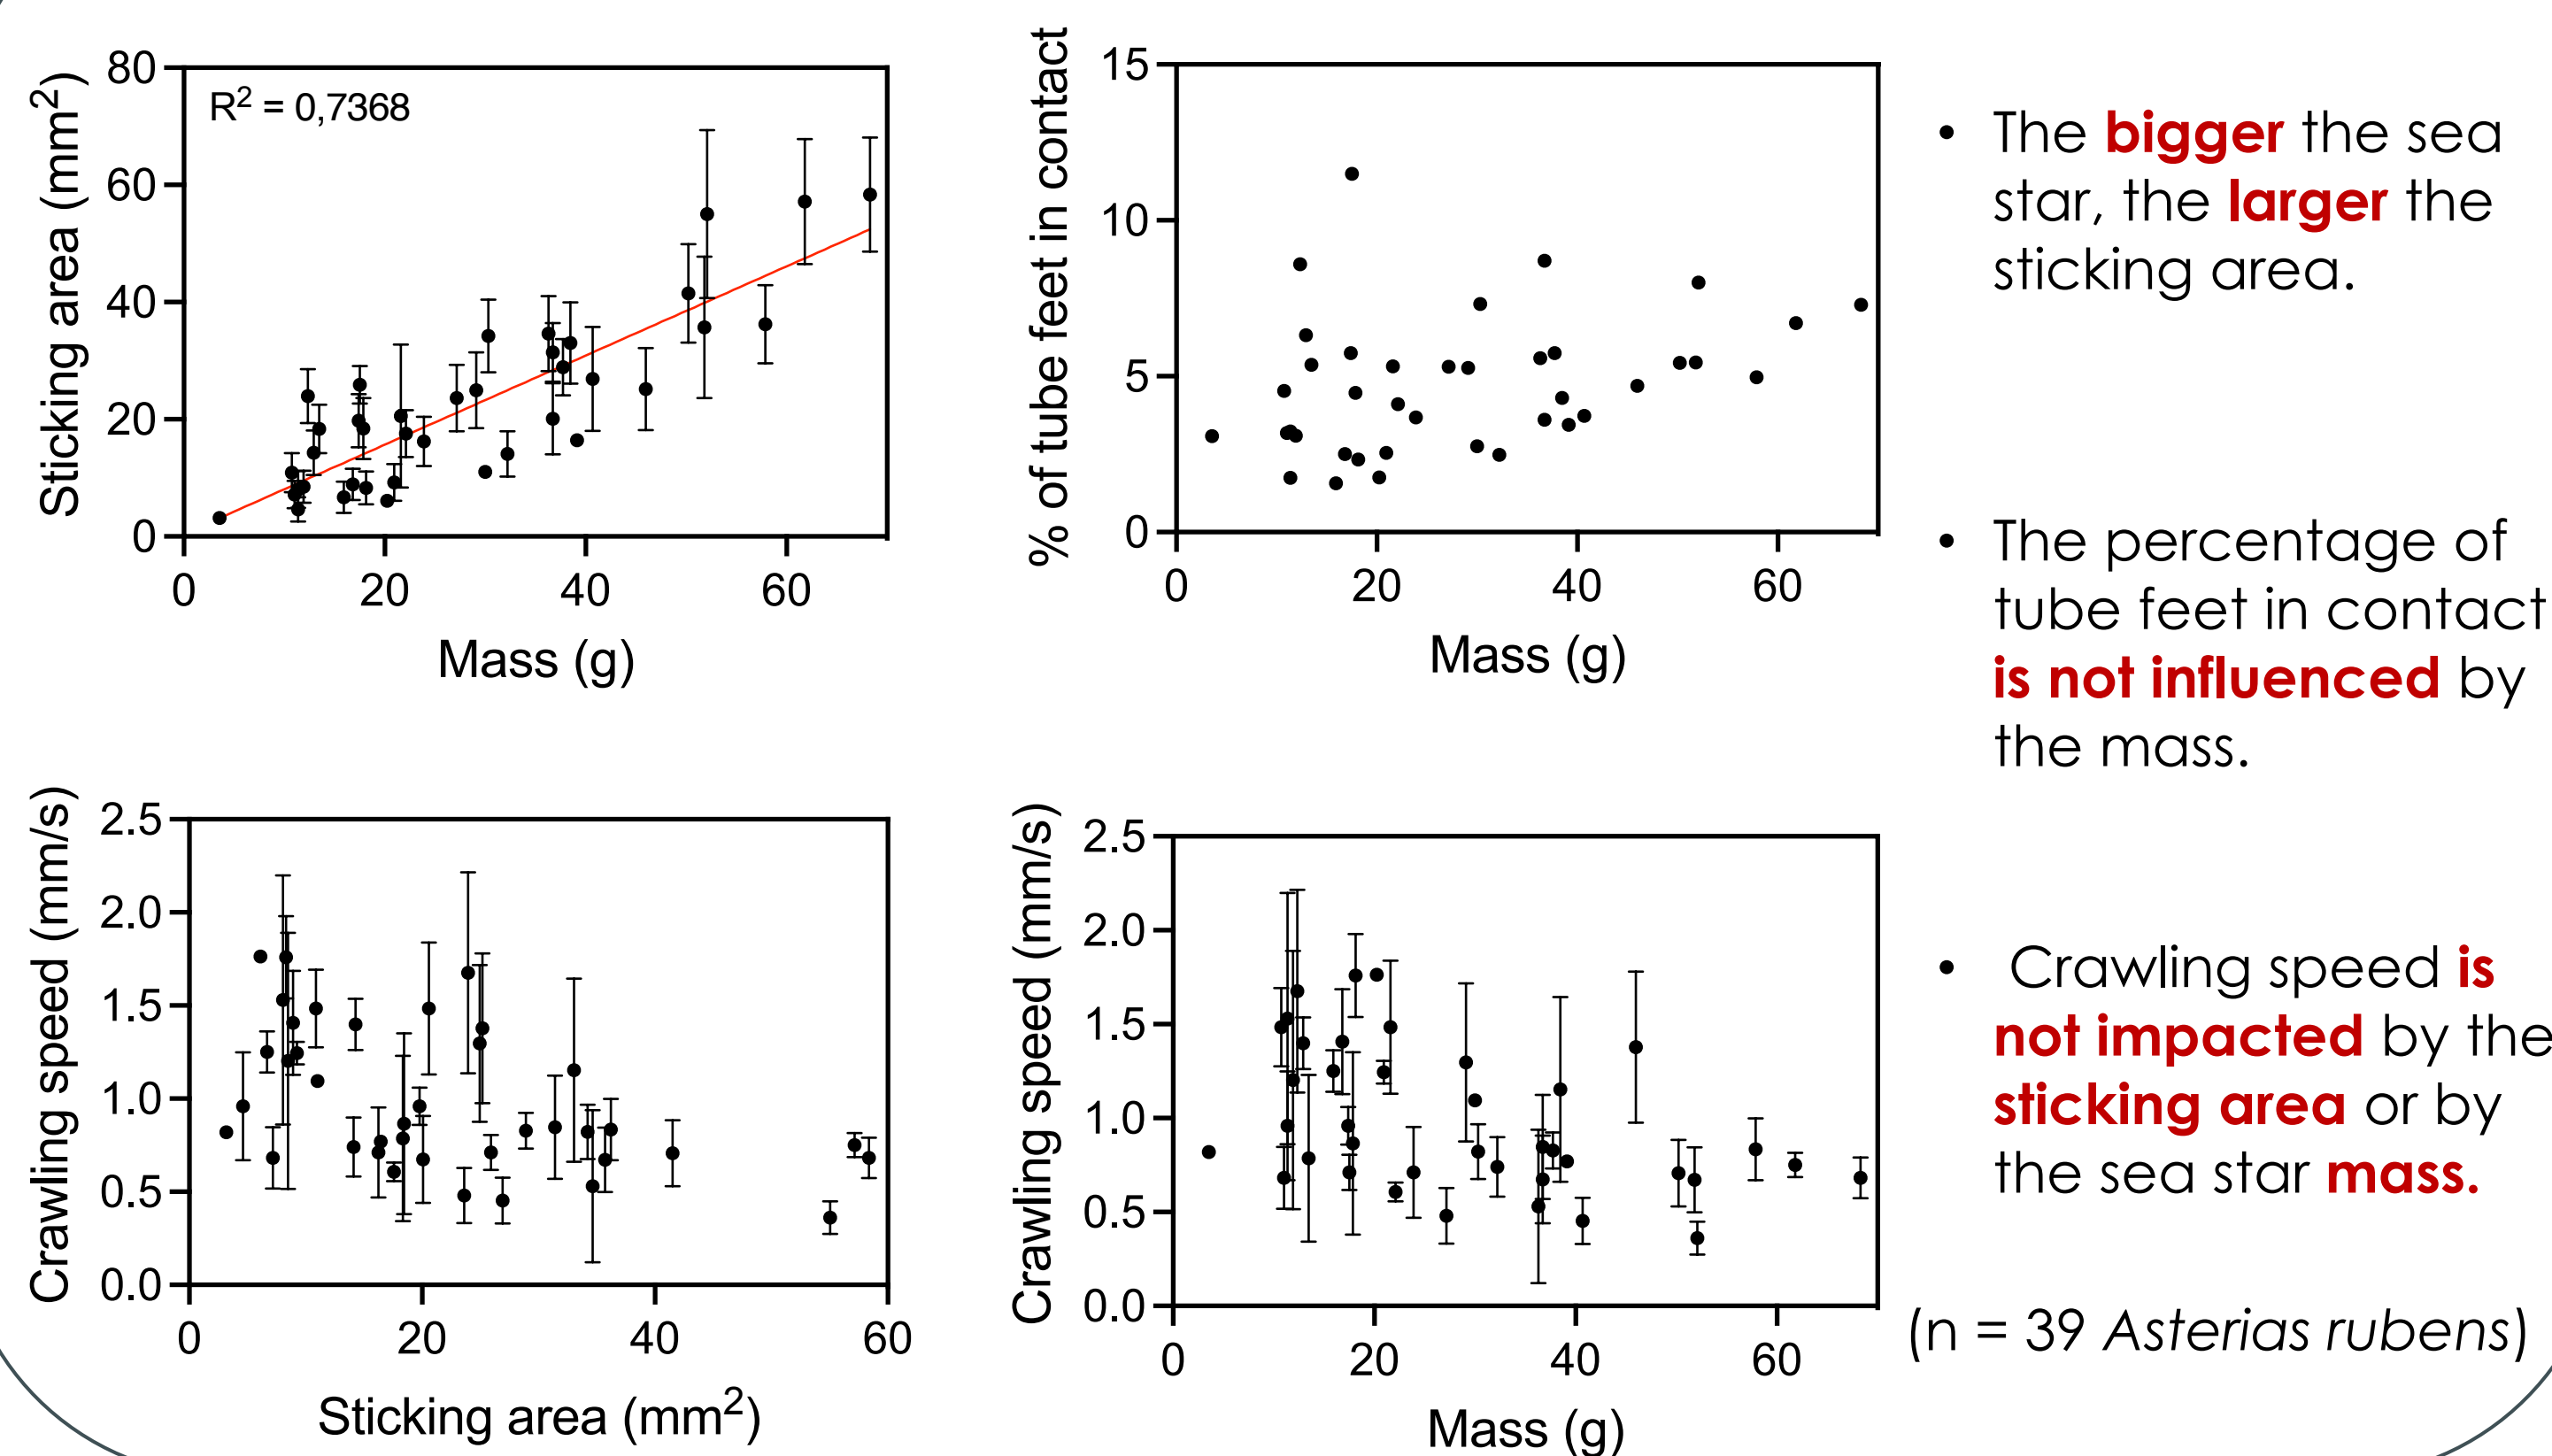 80
60
40
20
0
R² = 0,7368
Sticking area (mm²)
0 20 40 60
Mass (g)
15
10
5
0
% of tube feet in contact
0 20 40 60
Mass (g)
• The bigger the sea
star, the larger the
sticking area.
• The percentage of
tube feet in contact
is not influenced by
the mass.
2.5
2.0
1.5
1.0
0.5
0.0
Crawling speed (mm/s)
0 20 40 60
Sticking area (mm²)
2.5
2.0
1.5
1.0
0.5
0.0
Crawling speed (mm/s)
0 20 40 60
Mass (g)
• Crawling speed is
not impacted by the
sticking area or by
the sea star mass.
(n = 39 Asterias rubens)